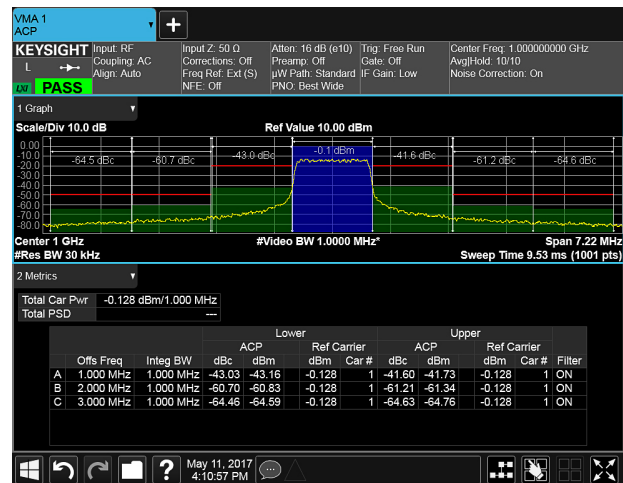 VMA 1
ACP
+
KEYSIGHT Input: RF Input Z: 50 Ω Atten: 16 dB (e10) Trig: Free Run Center Freq: 1.000000000 GHz
L Coupling: AC Corrections: Off Preamp: Off Gate: Off Avg|Hold: 10/10
Align: Auto Freq Ref: Ext (S) µW Path: Standard IF Gain: Low Noise Correction: On
LXI PASS NFE: Off PNO: Best Wide
1 Graph
Scale/Div 10.0 dB Ref Value 10.00 dBm
0.00
-10.0
-20.0
-30.0
-40.0
-50.0
-60.0
-70.0
-80.0
-64.5 dBc -60.7 dBc -43.0 dBc -0.1 dBm -41.6 dBc -61.2 dBc -64.6 dBc
Center 1 GHz #Video BW 1.0000 MHz* Span 7.22 MHz
#Res BW 30 kHz Sweep Time 9.53 ms (1001 pts)
2 Metrics
Total Car Pwr -0.128 dBm/1.000 MHz
Total PSD ---
Lower Upper
ACP Ref Carrier ACP Ref Carrier
Offs Freq Integ BW dBc dBm dBm Car # dBc dBm dBm Car # Filter
A 1.000 MHz 1.000 MHz -43.03 -43.16 -0.128 1 -41.60 -41.73 -0.128 1 ON
B 2.000 MHz 1.000 MHz -60.70 -60.83 -0.128 1 -61.21 -61.34 -0.128 1 ON
C 3.000 MHz 1.000 MHz -64.46 -64.59 -0.128 1 -64.63 -64.76 -0.128 1 ON
? May 11, 2017
4:10:57 PM